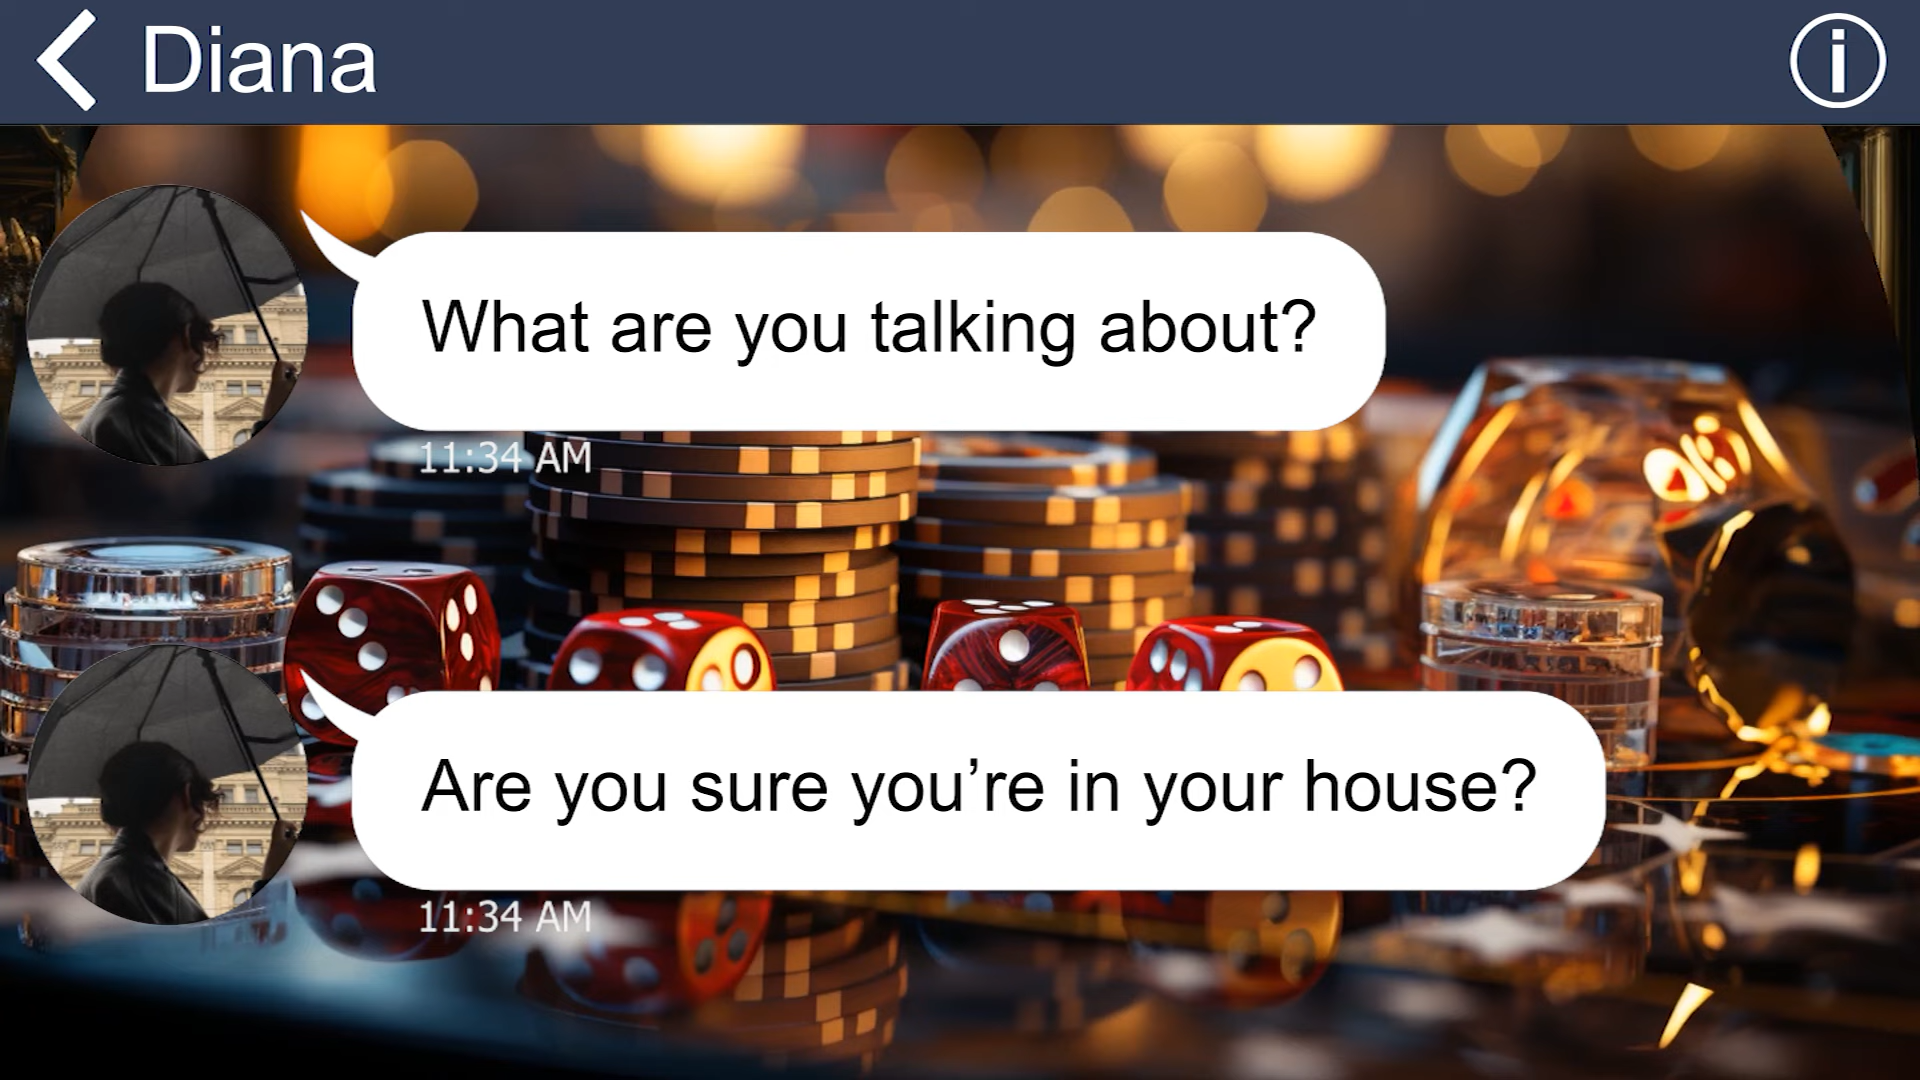 Diana
What are you talking about?
11:34 AM
Are you sure you’re in your house?
11:34 AM